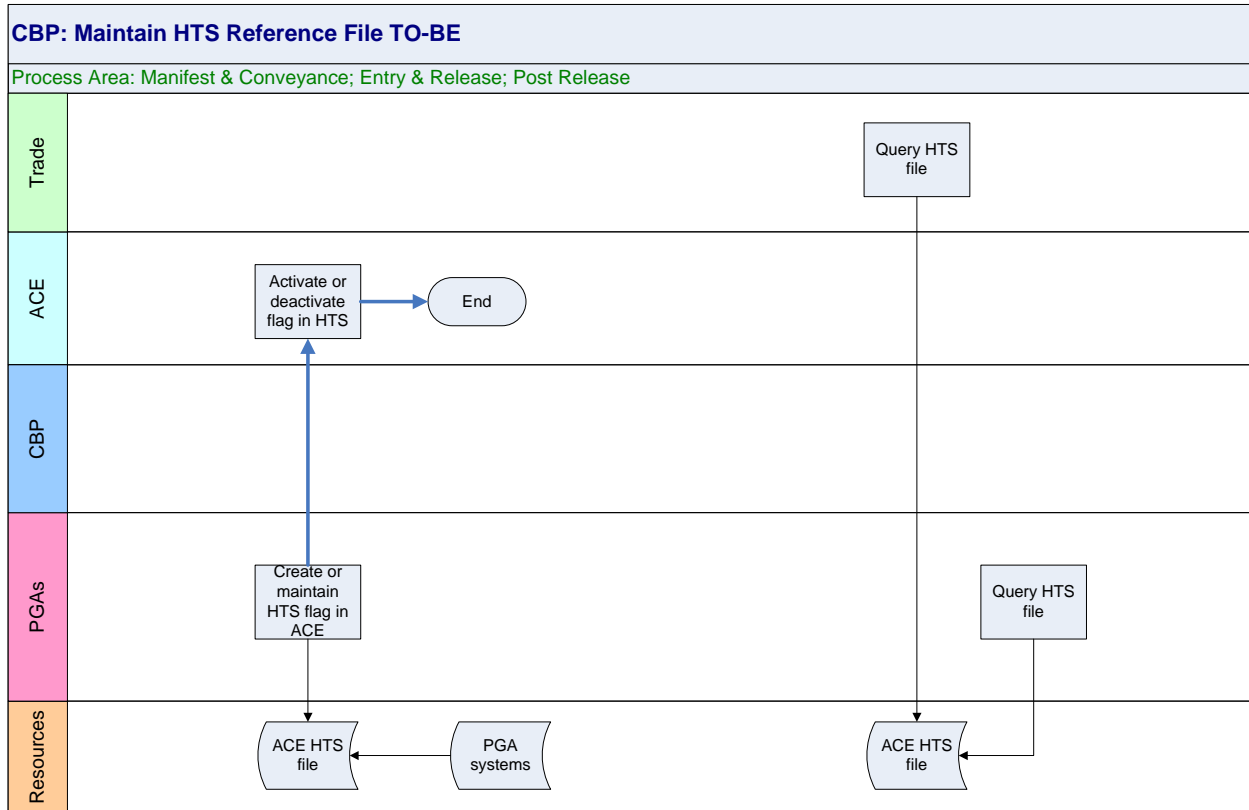 CBP: Maintain HTS Reference File TO-BE
Process Area: Manifest & Conveyance; Entry & Release; Post Release
Trade
Query HTS
file
ACE
Activate or
deactivate
flag in HTS
End
CBP
PGAs
Create or
maintain
HTS flag in
ACE
Query HTS
file
Resources
ACE HTS
file
PGA
systems
ACE HTS
file